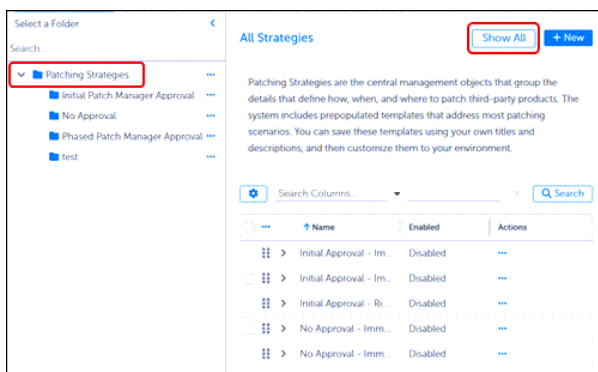 Select a Folder
Search...
Patching Strategies
Initial Patch Manager Approval
No Approval
Phased Patch Manager Approval
test
All Strategies
Show All
+ New
Patching Strategies are the central management objects that group the
details that define how, when, and where to patch third-party products. The
system includes prepopulated templates that address most patching
scenarios. You can save these templates using your own titles and
descriptions, and then customize them to your environment.
Search Columns...
Search
Name Enabled Actions
Initial Approval - Im... Disabled
Initial Approval - Im... Disabled
Initial Approval - Ri... Disabled
No Approval - Imm... Disabled
No Approval - Imm... Disabled